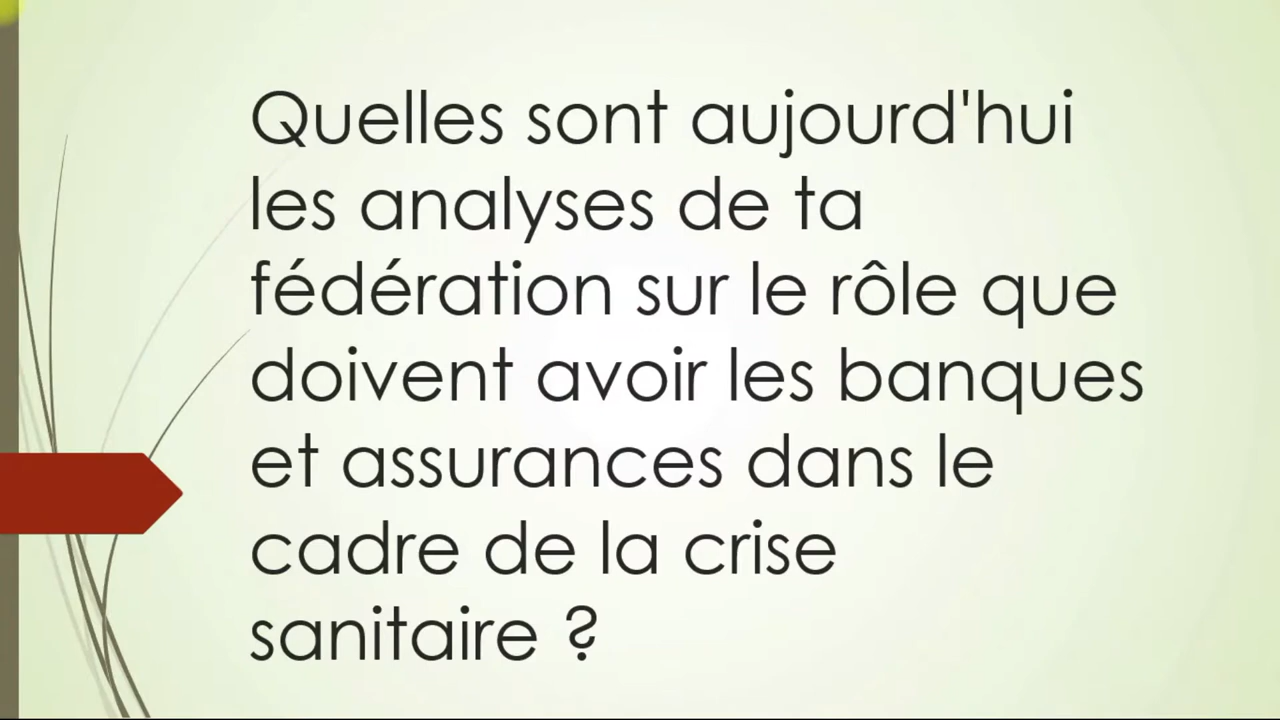 Quelles sont aujourd'hui
les analyses de ta
fédération sur le rôle que
doivent avoir les banques
et assurances dans le
cadre de la crise
sanitaire ?